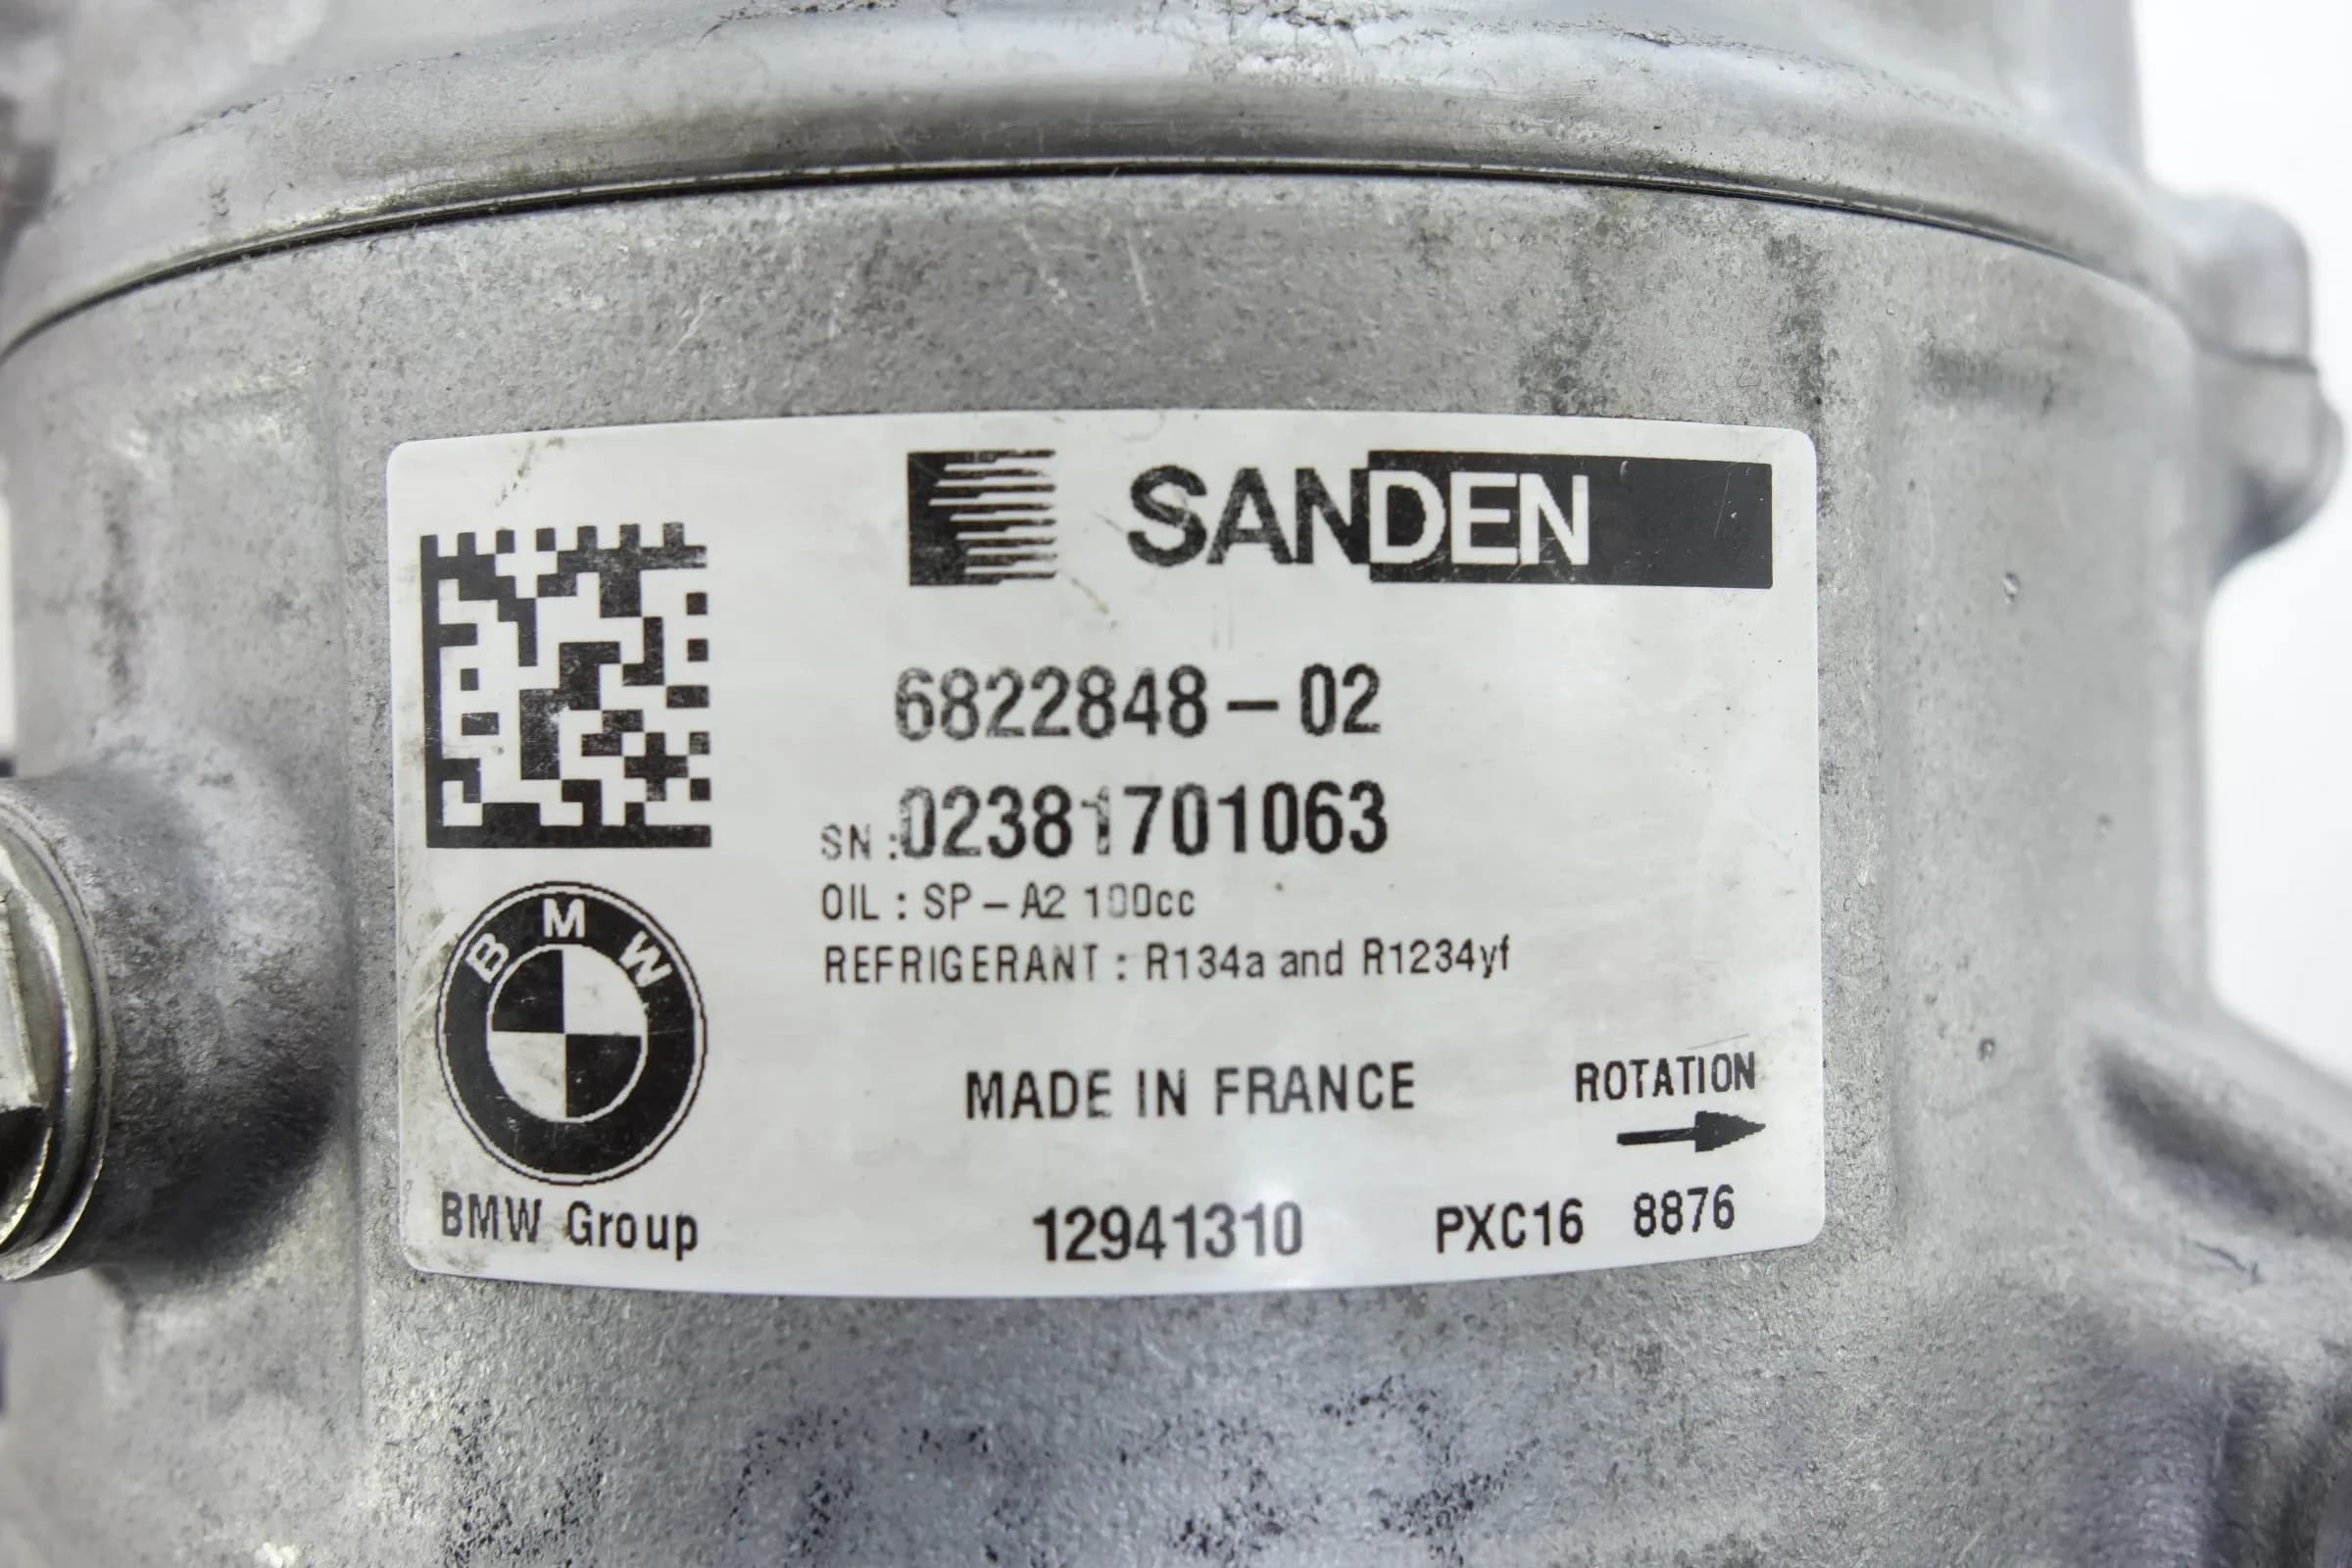 SANDEN
6822848-02
SN:02381701063
OIL : SP-A2 100cc
REFRIGERANT : R134a and R1234yf
BMW
MADE IN FRANCE
ROTATION
BMW Group
12941310 PXC16 8876